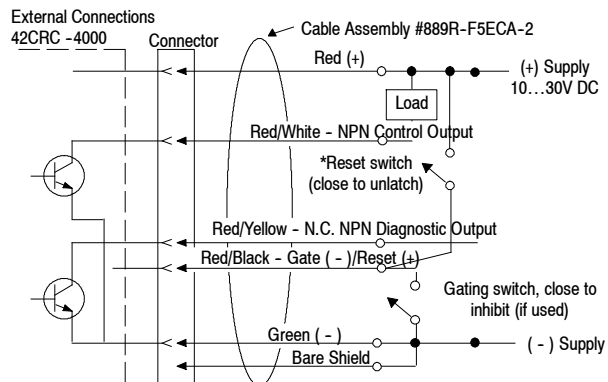 External Connections
42CRC -4000
Connector
Cable Assembly #889R-F5ECA-2
Red (+)
(+) Supply
10…30V DC
Load
Red/White - NPN Control Output
*Reset switch
(close to unlatch)
Red/Yellow - N.C. NPN Diagnostic Output
Red/Black - Gate ( - )/Reset (+)
Gating switch, close to
inhibit (if used)
Green ( - )
( - ) Supply
Bare Shield